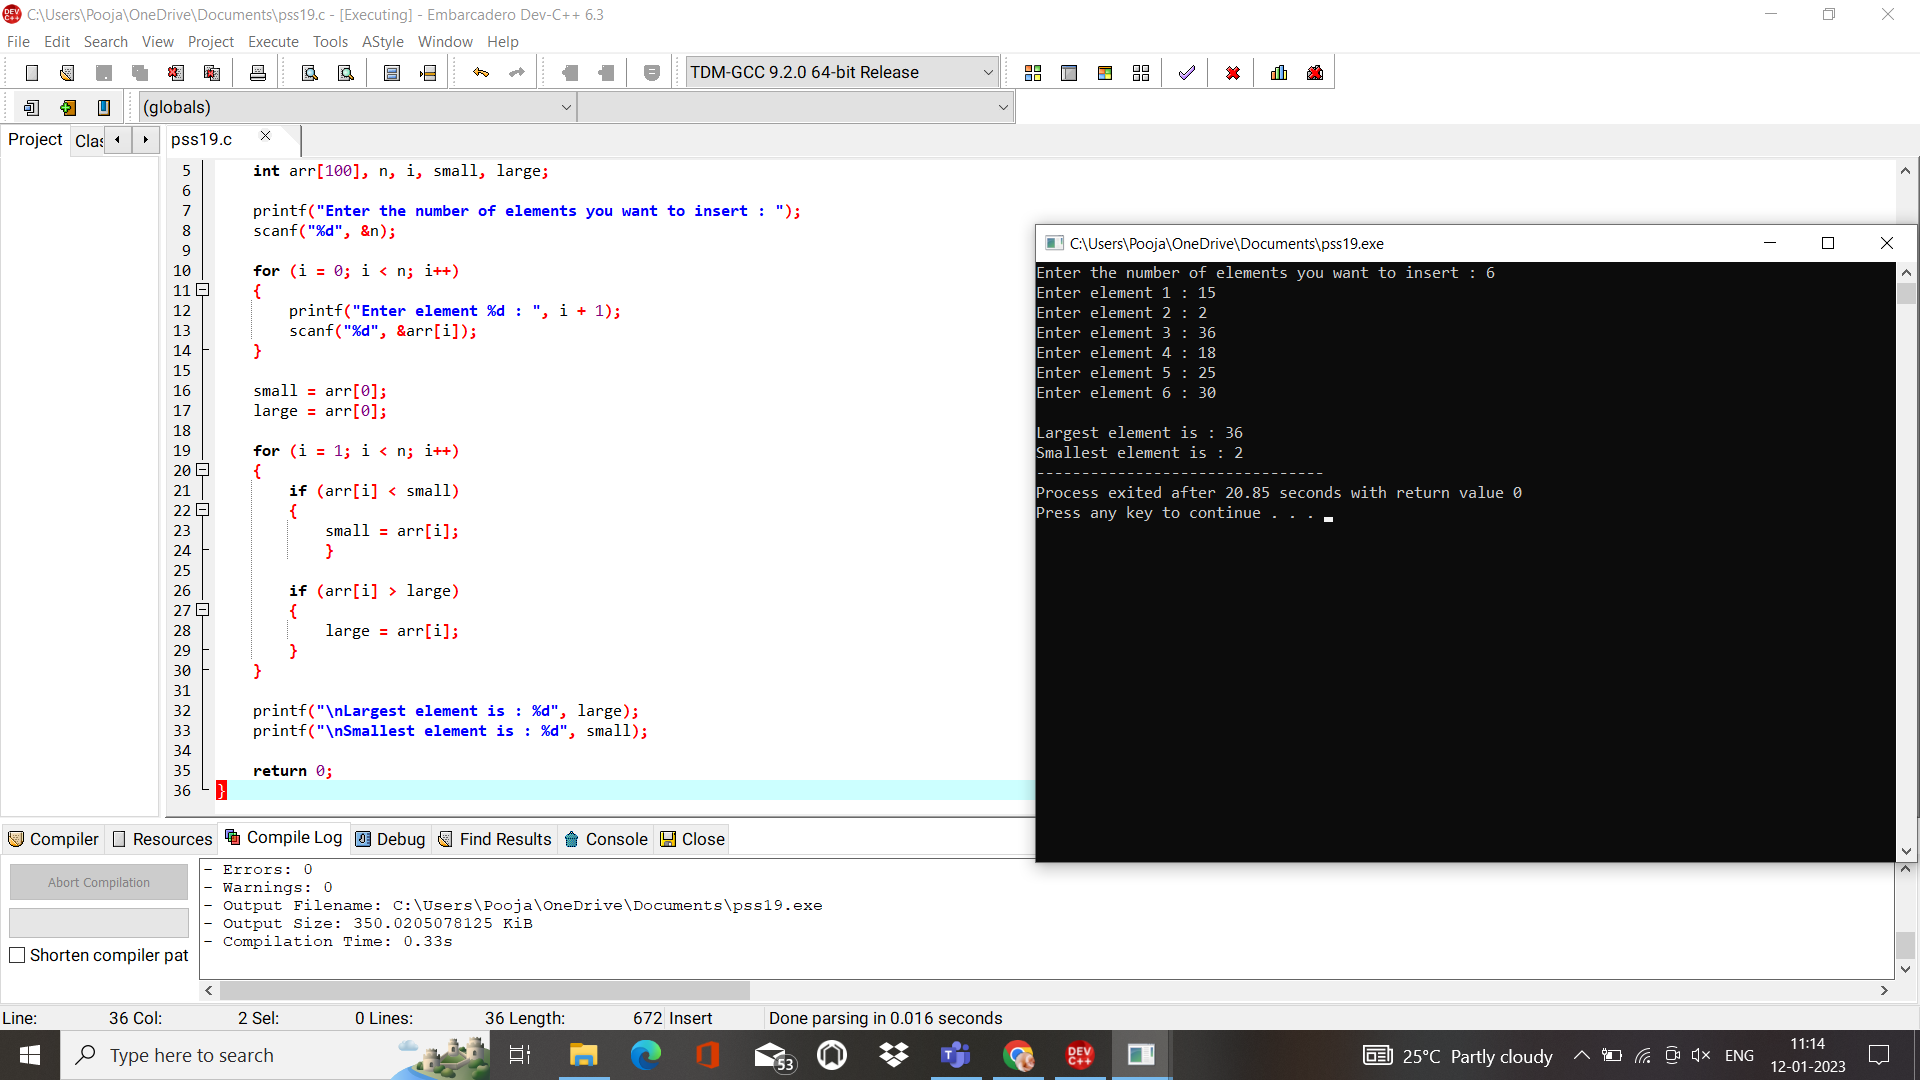 C:\Users\Pooja\OneDrive\Documents\pss19.c - [Executing] - Embarcadero Dev-C++ 6.3
File Edit Search View Project Execute Tools AStyle Window Help
TDM-GCC 9.2.0 64-bit Release
(globals)
Project Clas pss19.c
5 int arr[100], n, i, small, large;
6
7 printf("Enter the number of elements you want to insert : ");
8 scanf("%d", &n);
9
10 for (i = 0; i < n; i++)
11 {
12 printf("Enter element %d : ", i + 1);
13 scanf("%d", &arr[i]);
14 }
15
16 small = arr[0];
17 large = arr[0];
18
19 for (i = 1; i < n; i++)
20 {
21 if (arr[i] < small)
22 {
23 small = arr[i];
24 }
25
26 if (arr[i] > large)
27 {
28 large = arr[i];
29 }
30 }
31
32 printf("\nLargest element is : %d", large);
33 printf("\nSmallest element is : %d", small);
34
35 return 0;
36 }
C:\Users\Pooja\OneDrive\Documents\pss19.exe
Enter the number of elements you want to insert : 6
Enter element 1 : 15
Enter element 2 : 2
Enter element 3 : 36
Enter element 4 : 18
Enter element 5 : 25
Enter element 6 : 30
Largest element is : 36
Smallest element is : 2
--------------------------------
Process exited after 20.85 seconds with return value 0
Press any key to continue . . .
Compiler Resources Compile Log Debug Find Results Console Close
Abort Compilation
Shorten compiler pat
- Errors: 0
- Warnings: 0
- Output Filename: C:\Users\Pooja\OneDrive\Documents\pss19.exe
- Output Size: 350.0205078125 KiB
- Compilation Time: 0.33s
Line: 36 Col: 2 Sel: 0 Lines: 36 Length: 672 Insert Done parsing in 0.016 seconds
Type here to search
53
DEV C++
25°C Partly cloudy
ENG
11:14
12-01-2023